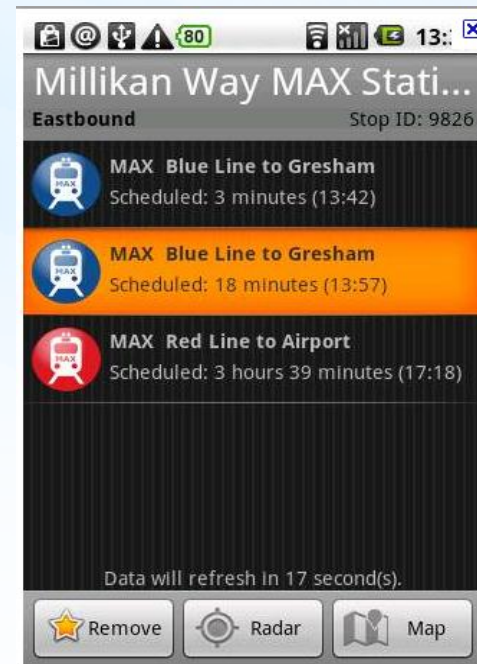 80 13:
Millikan Way MAX Stati...
Eastbound Stop ID: 9826
MAX Blue Line to Gresham
MAX Scheduled: 3 minutes (13:42)
MAX Blue Line to Gresham
MAX Scheduled: 18 minutes (13:57)
MAX Red Line to Airport
MAX Scheduled: 3 hours 39 minutes (17:18)
Data will refresh in 17 second(s).
Remove Radar Map